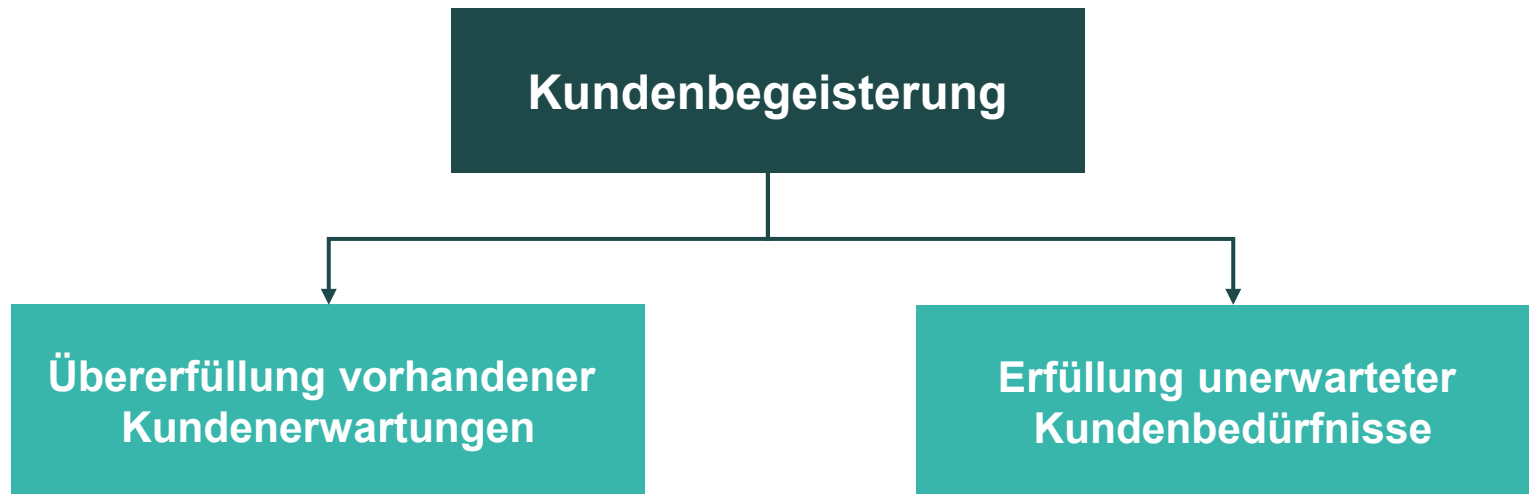 Kundenbegeisterung
Übererfüllung vorhandener
Kundenerwartungen
Erfüllung unerwarteter
Kundenbedürfnisse